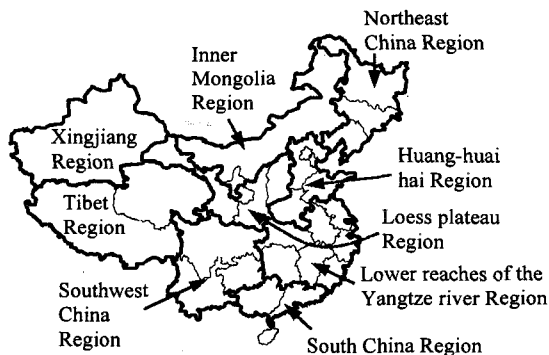 Northeast
China Region
Inner
Mongolia
Region
Xingjiang
Region
Huang-huai
hai Region
Tibet
Region
Loess plateau
Region
Lower reaches of the
Yangtze river Region
Southwest
China
Region
South China Region